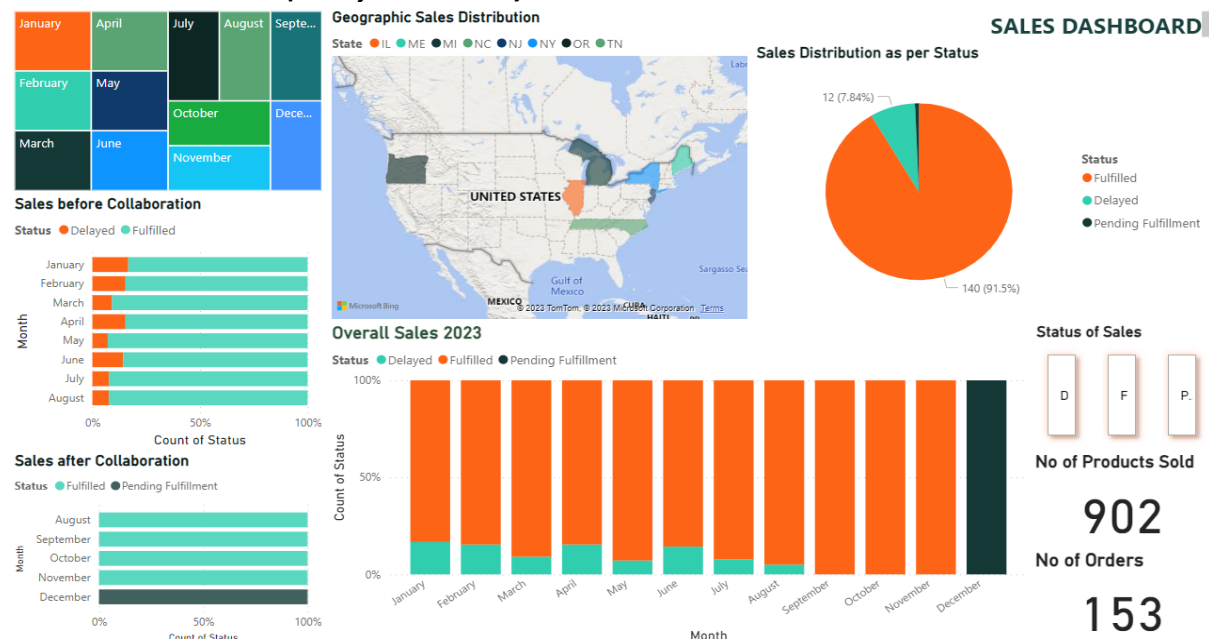 January
April
July
August
Septe...
February
May
October
Dece...
March
June
November
Sales before Collaboration
Status Delayed Fulfilled
Month
January
February
March
April
May
June
July
August
0% 50% 100%
Count of Status
Sales after Collaboration
Status Fulfilled Pending Fulfillment
Month
August
September
October
November
December
0% 50% 100%
Count of Status
Geographic Sales Distribution
State IL ME MI NC NJ NY OR TN
UNITED STATES
Gulf of
Mexico
Sargasso Sea
MEXICO
CUBA
HAITI
Microsoft Bing
© 2023 TomTom, © 2023 Microsoft Corporation Terms
Overall Sales 2023
Status Delayed Fulfilled Pending Fulfillment
Count of Status
100%
50%
0%
January February March April May June July August September October November December
Month
SALES DASHBOARD
Sales Distribution as per Status
12 (7.84%)
140 (91.5%)
Status
Fulfilled
Delayed
Pending Fulfillment
Status of Sales
D F P..
No of Products Sold
902
No of Orders
153